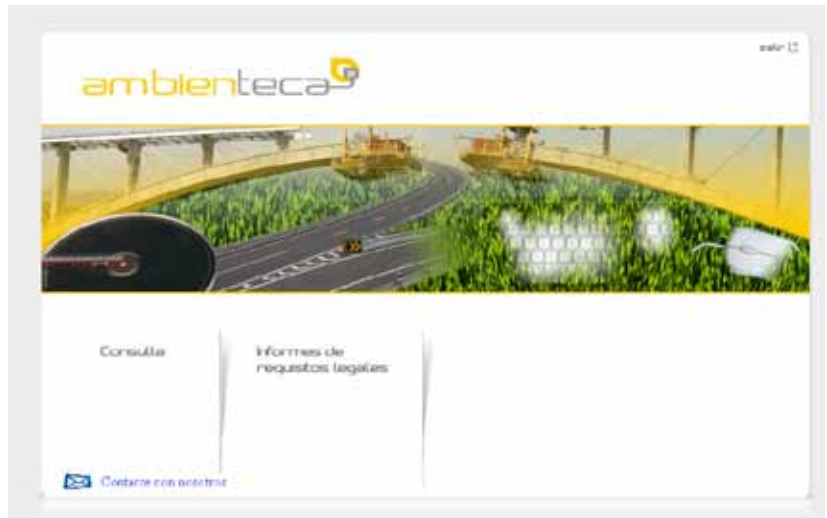 salir
ambienteca
Consulta
Informes de
requisitos legales
Contacte con nosotros